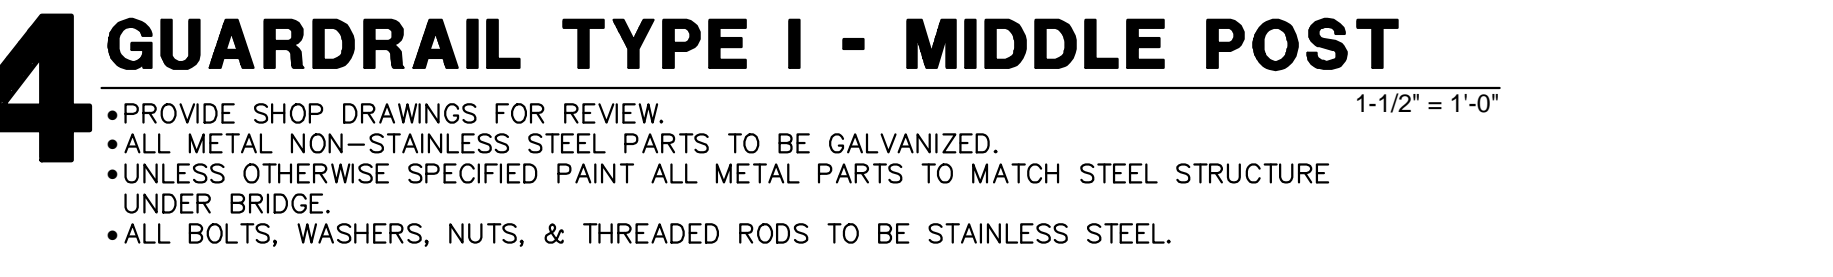 4 GUARDRAIL TYPE I - MIDDLE POST
1-1/2" = 1'-0"
•PROVIDE SHOP DRAWINGS FOR REVIEW.
•ALL METAL NON-STAINLESS STEEL PARTS TO BE GALVANIZED.
•UNLESS OTHERWISE SPECIFIED PAINT ALL METAL PARTS TO MATCH STEEL STRUCTURE
UNDER BRIDGE.
•ALL BOLTS, WASHERS, NUTS, & THREADED RODS TO BE STAINLESS STEEL.